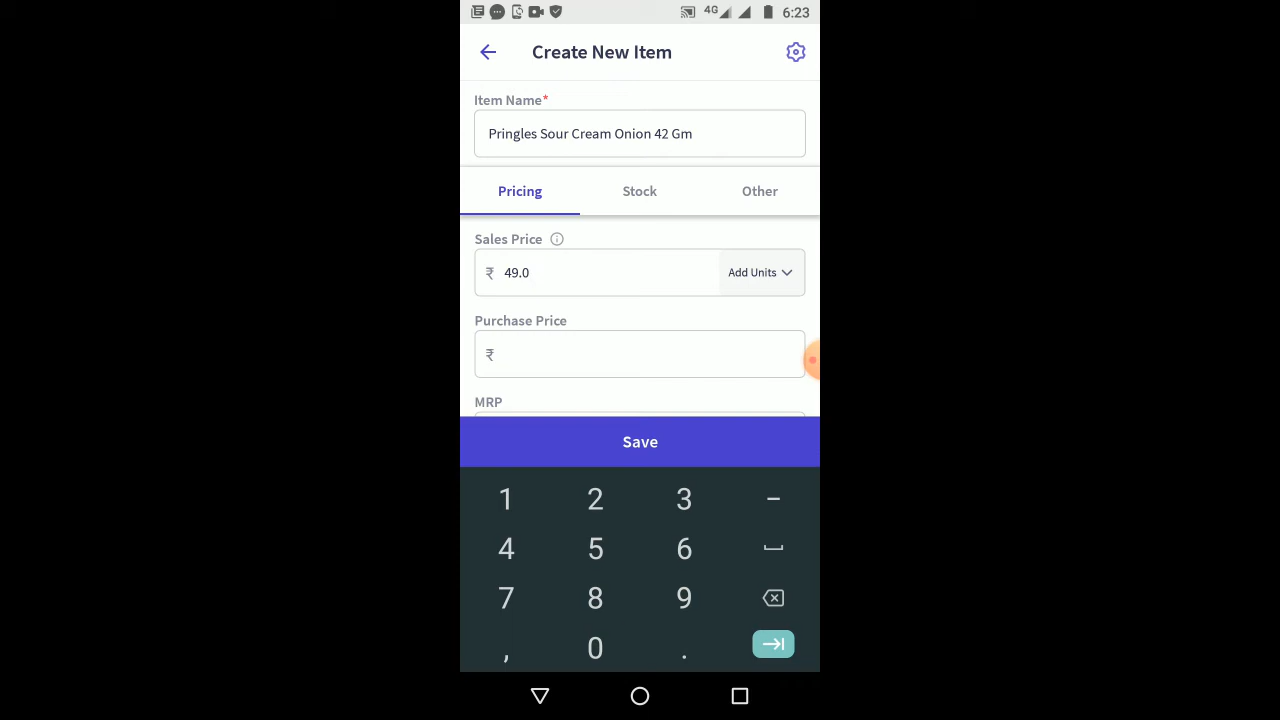 4G 6:23
Create New Item
Item Name*
Pringles Sour Cream Onion 42 Gm
Pricing Stock Other
Sales Price
₹ 49.0 Add Units
Purchase Price
₹
MRP
Save
1 2 3 -
4 5 6
7 8 9
, 0 .